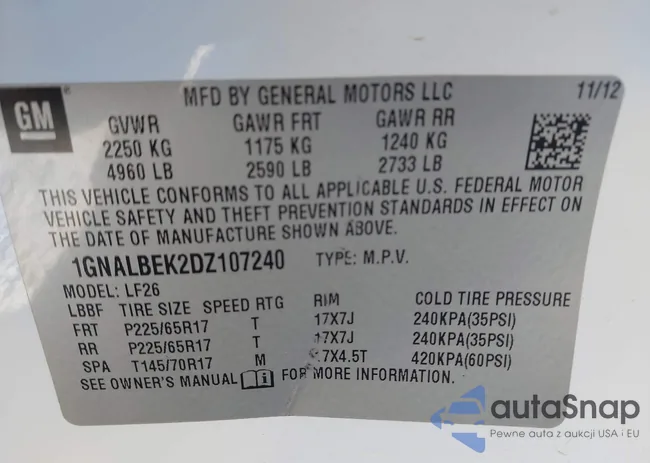 GM
MFD BY GENERAL MOTORS LLC 11/12
GVWR GAWR FRT GAWR RR
2250 KG 1175 KG 1240 KG
4960 LB 2590 LB 2733 LB
THIS VEHICLE CONFORMS TO ALL APPLICABLE U.S. FEDERAL MOTOR
VEHICLE SAFETY AND THEFT PREVENTION STANDARDS IN EFFECT ON
THE DATE OF MANUFACTURE SHOWN ABOVE.
1GNALBEK2DZ107240 TYPE: M.P.V.
MODEL: LF26
LBBF TIRE SIZE SPEED RTG RIM COLD TIRE PRESSURE
FRT P225/65R17 T 17X7J 240KPA(35PSI)
RR P225/65R17 T 17X7J 240KPA(35PSI)
SPA T145/70R17 M 7X4.5T 420KPA(60PSI)
SEE OWNER'S MANUAL FOR MORE INFORMATION.
autaSnap
Pewne auta z aukcji USA i EU